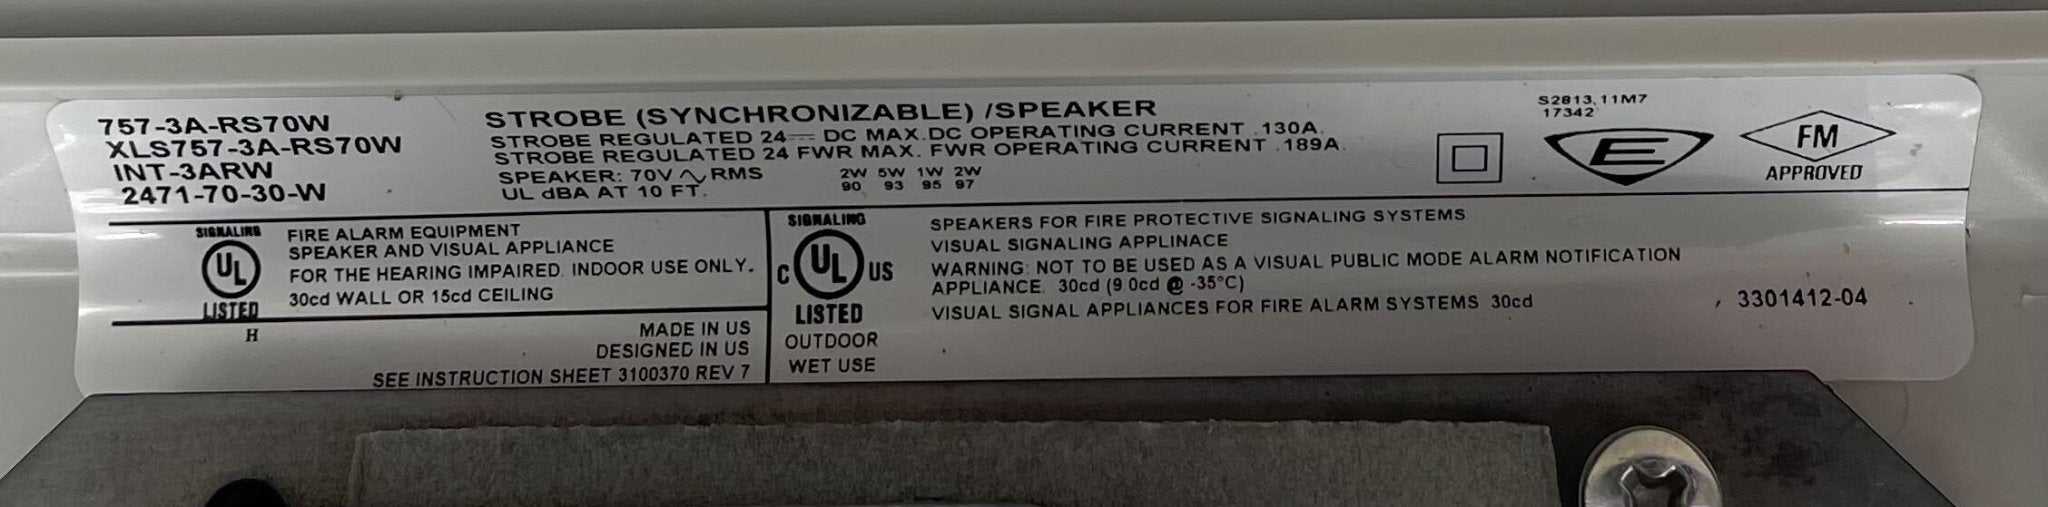 757-3A-RS70W
XLS757-3A-RS70W
INT-3ARW
2471-70-30-W
STROBE (SYNCHRONIZABLE) /SPEAKER
STROBE REGULATED 24⎓ DC MAX.DC OPERATING CURRENT .130A.
STROBE REGULATED 24 FWR MAX. FWR OPERATING CURRENT .189A.
SPEAKER: 70V ∿ RMS 2W 5W 1W 2W
UL dBA AT 10 FT. 90 93 95 97
S2813, 11M7
17342
E
FM
APPROVED
SIGNALING
UL
LISTED
H
FIRE ALARM EQUIPMENT
SPEAKER AND VISUAL APPLIANCE
FOR THE HEARING IMPAIRED. INDOOR USE ONLY.
30cd WALL OR 15cd CEILING
MADE IN US
DESIGNED IN US
SEE INSTRUCTION SHEET 3100370 REV 7
SIGNALING
C UL US
LISTED
OUTDOOR
WET USE
SPEAKERS FOR FIRE PROTECTIVE SIGNALING SYSTEMS
VISUAL SIGNALING APPLINACE
WARNING: NOT TO BE USED AS A VISUAL PUBLIC MODE ALARM NOTIFICATION
APPLIANCE. 30cd (9.0cd @ -35°C)
VISUAL SIGNAL APPLIANCES FOR FIRE ALARM SYSTEMS 30cd
3301412-04